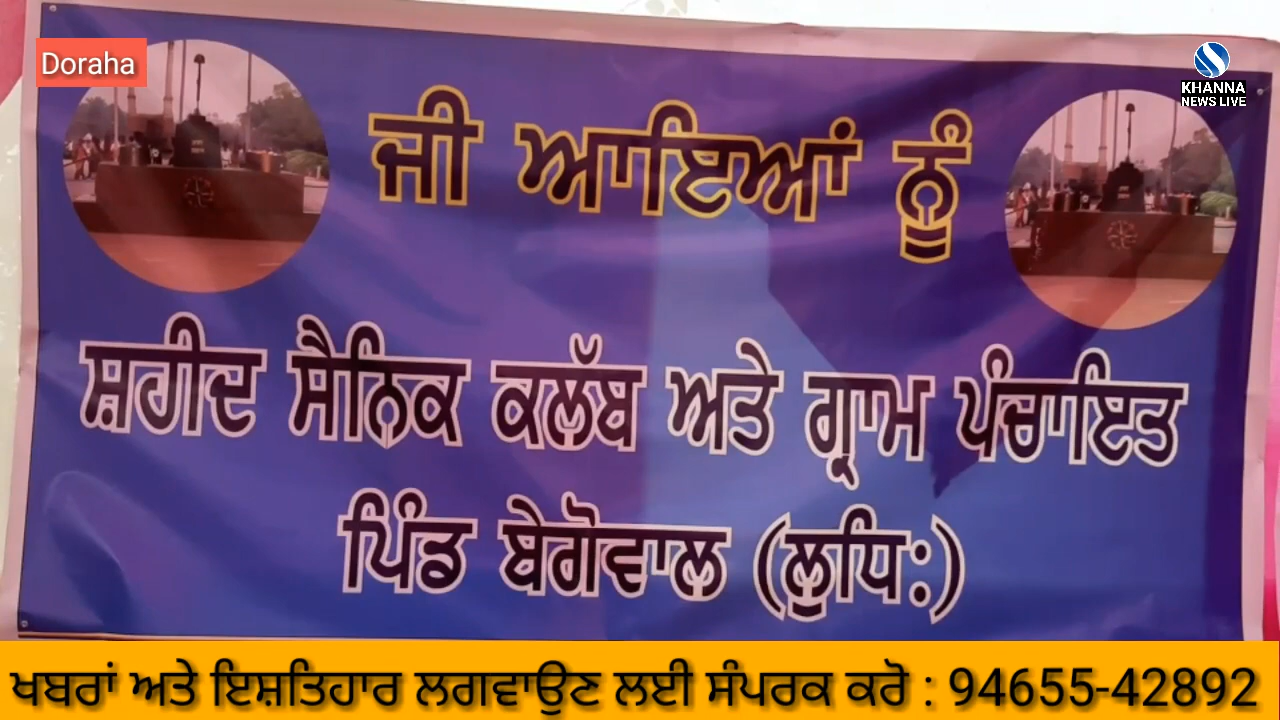 Doraha
KHANNA
NEWS LIVE
ਜੀ ਆਇਆਂ ਨੂੰ
ਸ਼ਹੀਦ ਸੈਨਿਕ ਕਲੱਬ ਅਤੇ ਗ੍ਰਾਮ ਪੰਚਾਇਤ
ਪਿੰਡ ਬੇਗੋਵਾਲ (ਲੁਧਿ:)
ਖਬਰਾਂ ਅਤੇ ਇਸ਼ਤਿਹਾਰ ਲਗਵਾਉਣ ਲਈ ਸੰਪਰਕ ਕਰੋ : 94655-42892